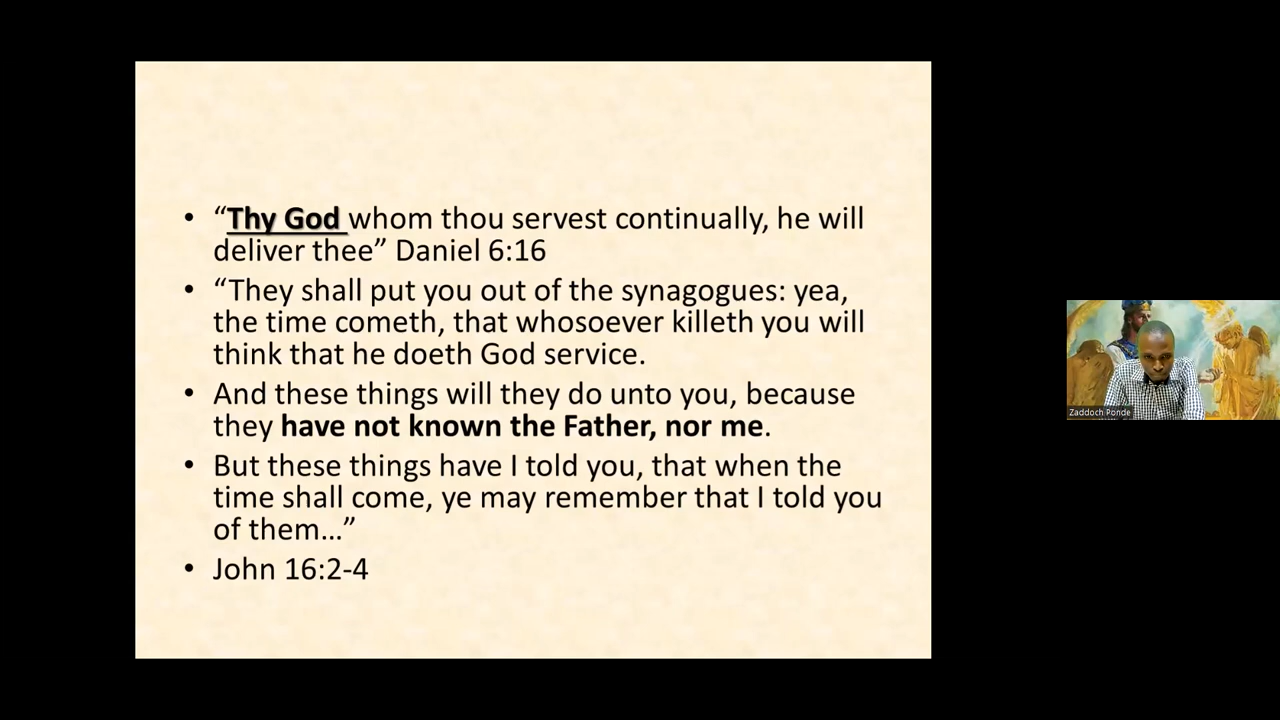 • “Thy God whom thou servest continually, he will
deliver thee” Daniel 6:16
• “They shall put you out of the synagogues: yea,
the time cometh, that whosoever killeth you will
think that he doeth God service.
• And these things will they do unto you, because
they have not known the Father, nor me.
• But these things have I told you, that when the
time shall come, ye may remember that I told you
of them…”
• John 16:2-4
Zaddoch Ponde